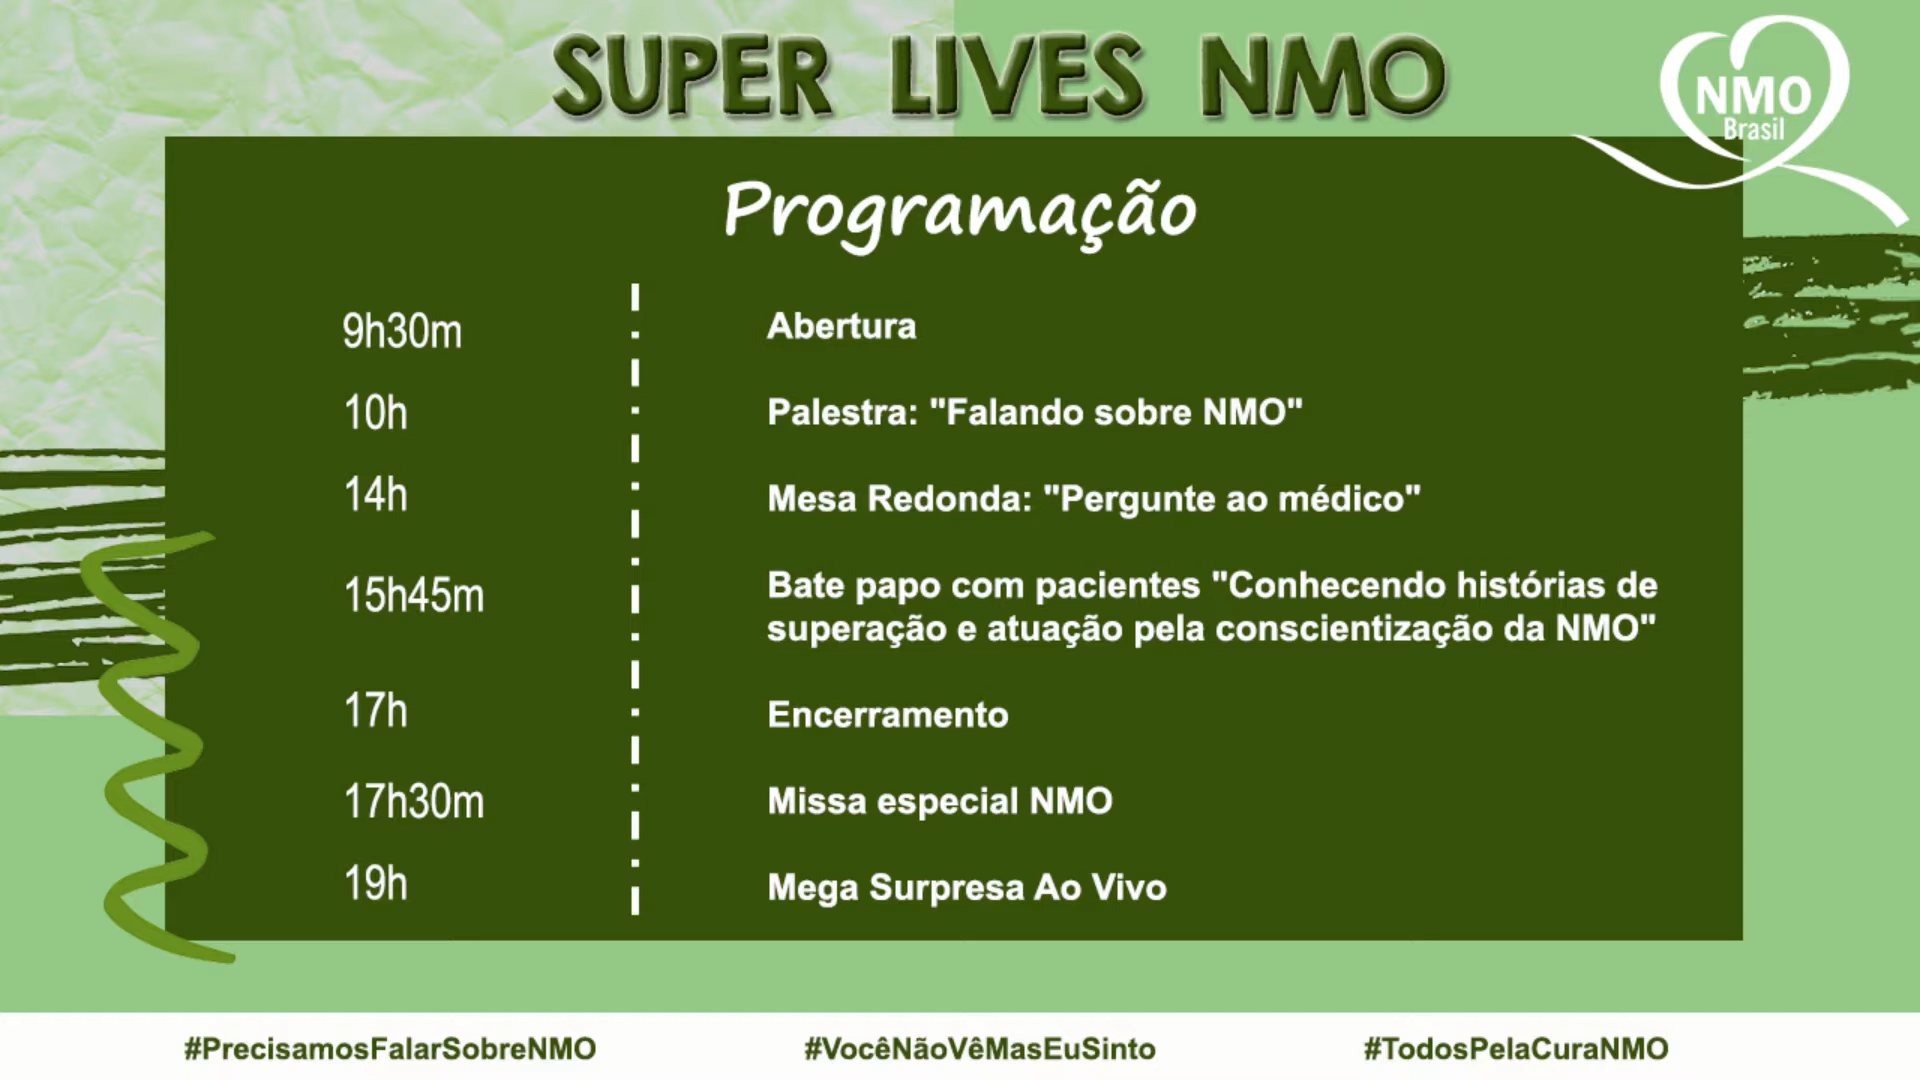 SUPER LIVES NMO
NMO
Brasil
Programação
9h30m Abertura
10h Palestra: "Falando sobre NMO"
14h Mesa Redonda: "Pergunte ao médico"
15h45m Bate papo com pacientes "Conhecendo histórias de
superação e atuação pela conscientização da NMO"
17h Encerramento
17h30m Missa especial NMO
19h Mega Surpresa Ao Vivo
#PrecisamosFalarSobreNMO #VocêNãoVêMasEuSinto #TodosPelaCuraNMO